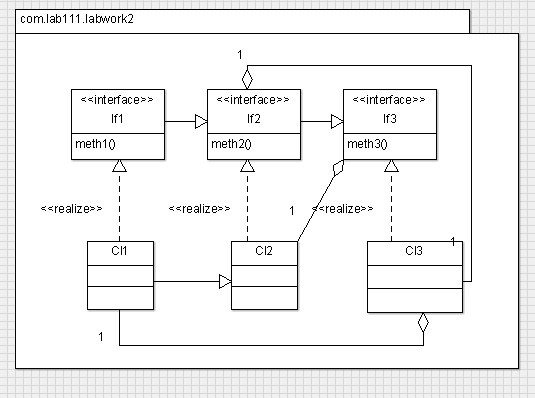 com.lab111.labwork2
1
<<interface>>
If1
meth1()
<<interface>>
If2
meth2()
<<interface>>
If3
meth3()
<<realize>>
<<realize>>
1
<<realize>>
Cl1
Cl2
Cl3
1
1